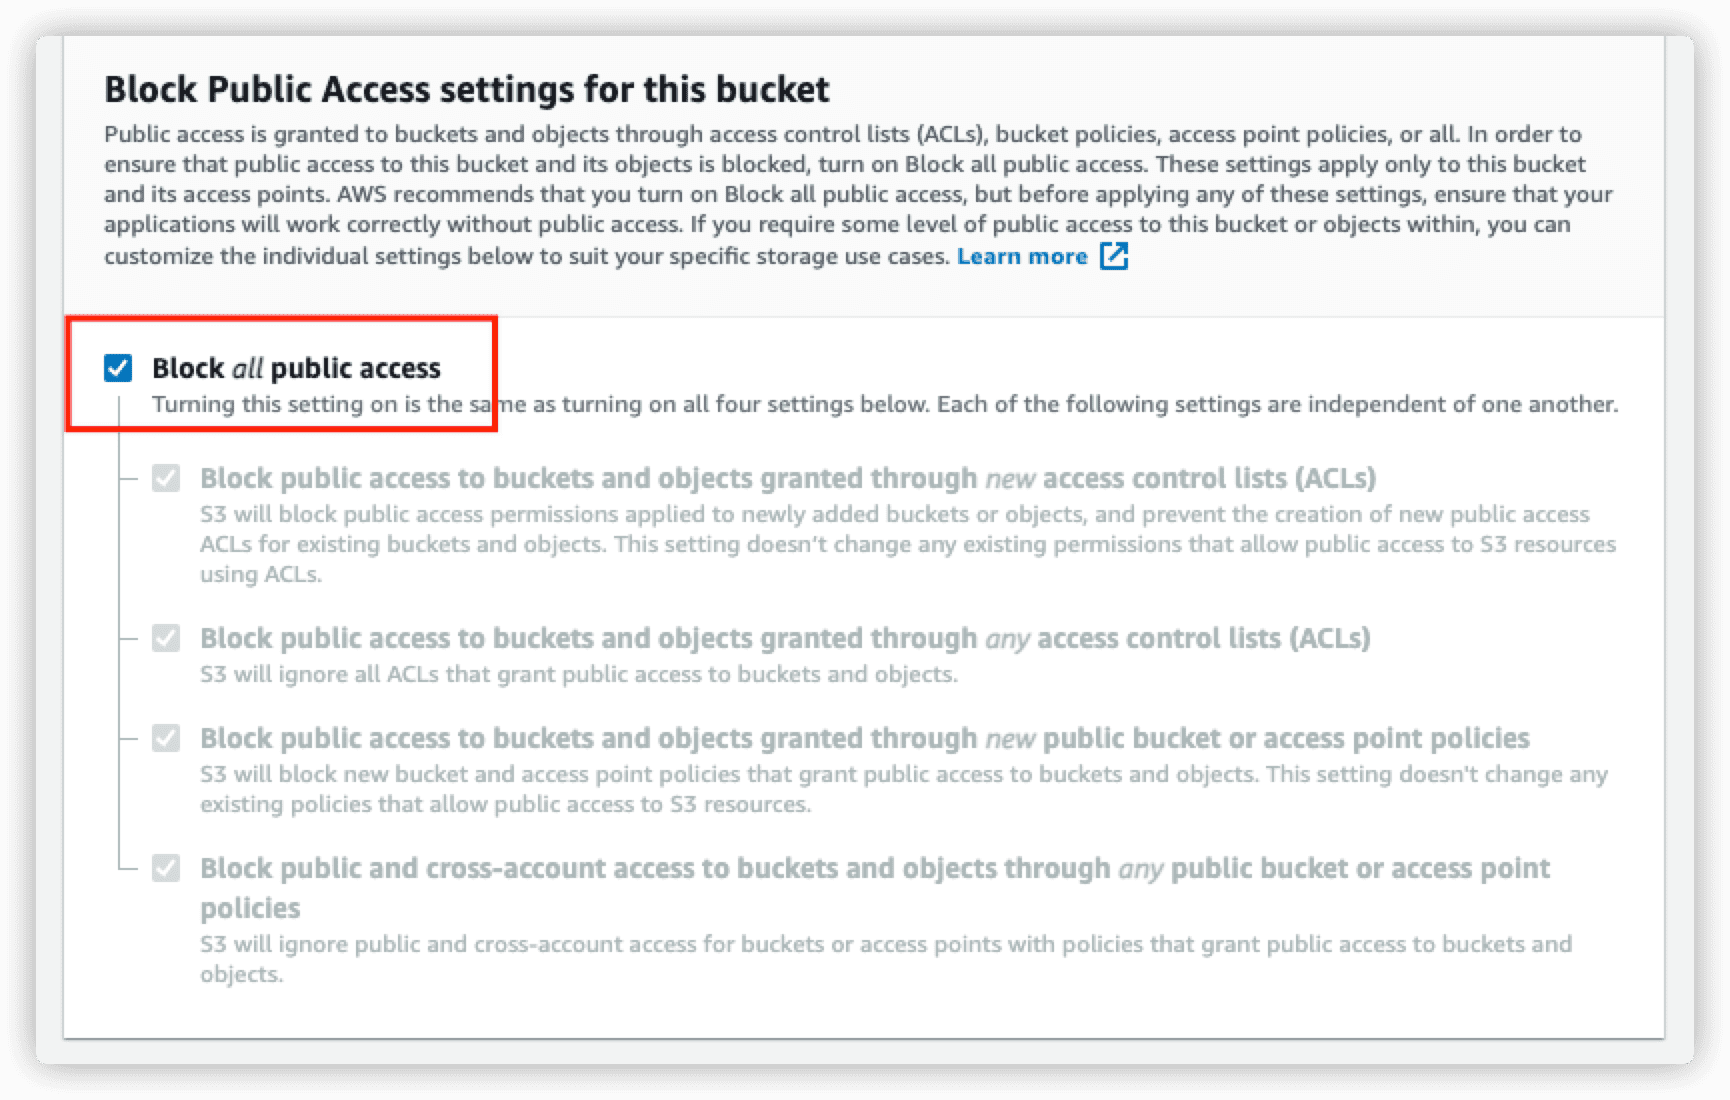 Block Public Access settings for this bucket
Public access is granted to buckets and objects through access control lists (ACLs), bucket policies, access point policies, or all. In order to
ensure that public access to this bucket and its objects is blocked, turn on Block all public access. These settings apply only to this bucket
and its access points. AWS recommends that you turn on Block all public access, but before applying any of these settings, ensure that your
applications will work correctly without public access. If you require some level of public access to this bucket or objects within, you can
customize the individual settings below to suit your specific storage use cases. Learn more
Block all public access
Turning this setting on is the same as turning on all four settings below. Each of the following settings are independent of one another.
Block public access to buckets and objects granted through new access control lists (ACLs)
S3 will block public access permissions applied to newly added buckets or objects, and prevent the creation of new public access
ACLs for existing buckets and objects. This setting doesn’t change any existing permissions that allow public access to S3 resources
using ACLs.
Block public access to buckets and objects granted through any access control lists (ACLs)
S3 will ignore all ACLs that grant public access to buckets and objects.
Block public access to buckets and objects granted through new public bucket or access point policies
S3 will block new bucket and access point policies that grant public access to buckets and objects. This setting doesn't change any
existing policies that allow public access to S3 resources.
Block public and cross-account access to buckets and objects through any public bucket or access point
policies
S3 will ignore public and cross-account access for buckets or access points with policies that grant public access to buckets and
objects.